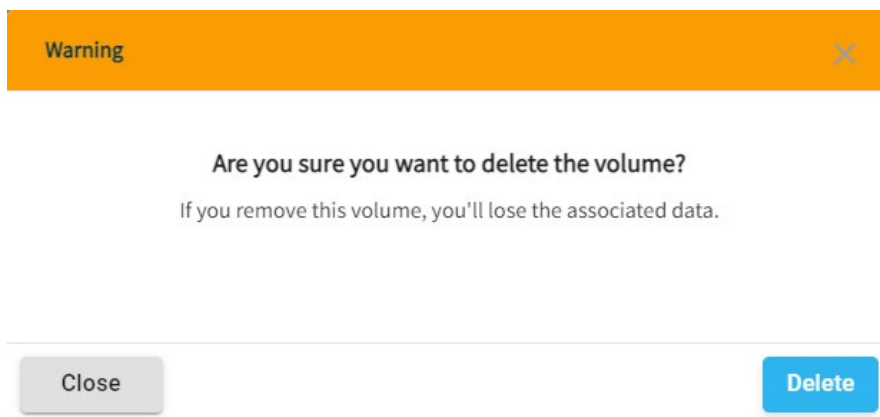 Warning
Are you sure you want to delete the volume?
If you remove this volume, you'll lose the associated data.
Close
Delete